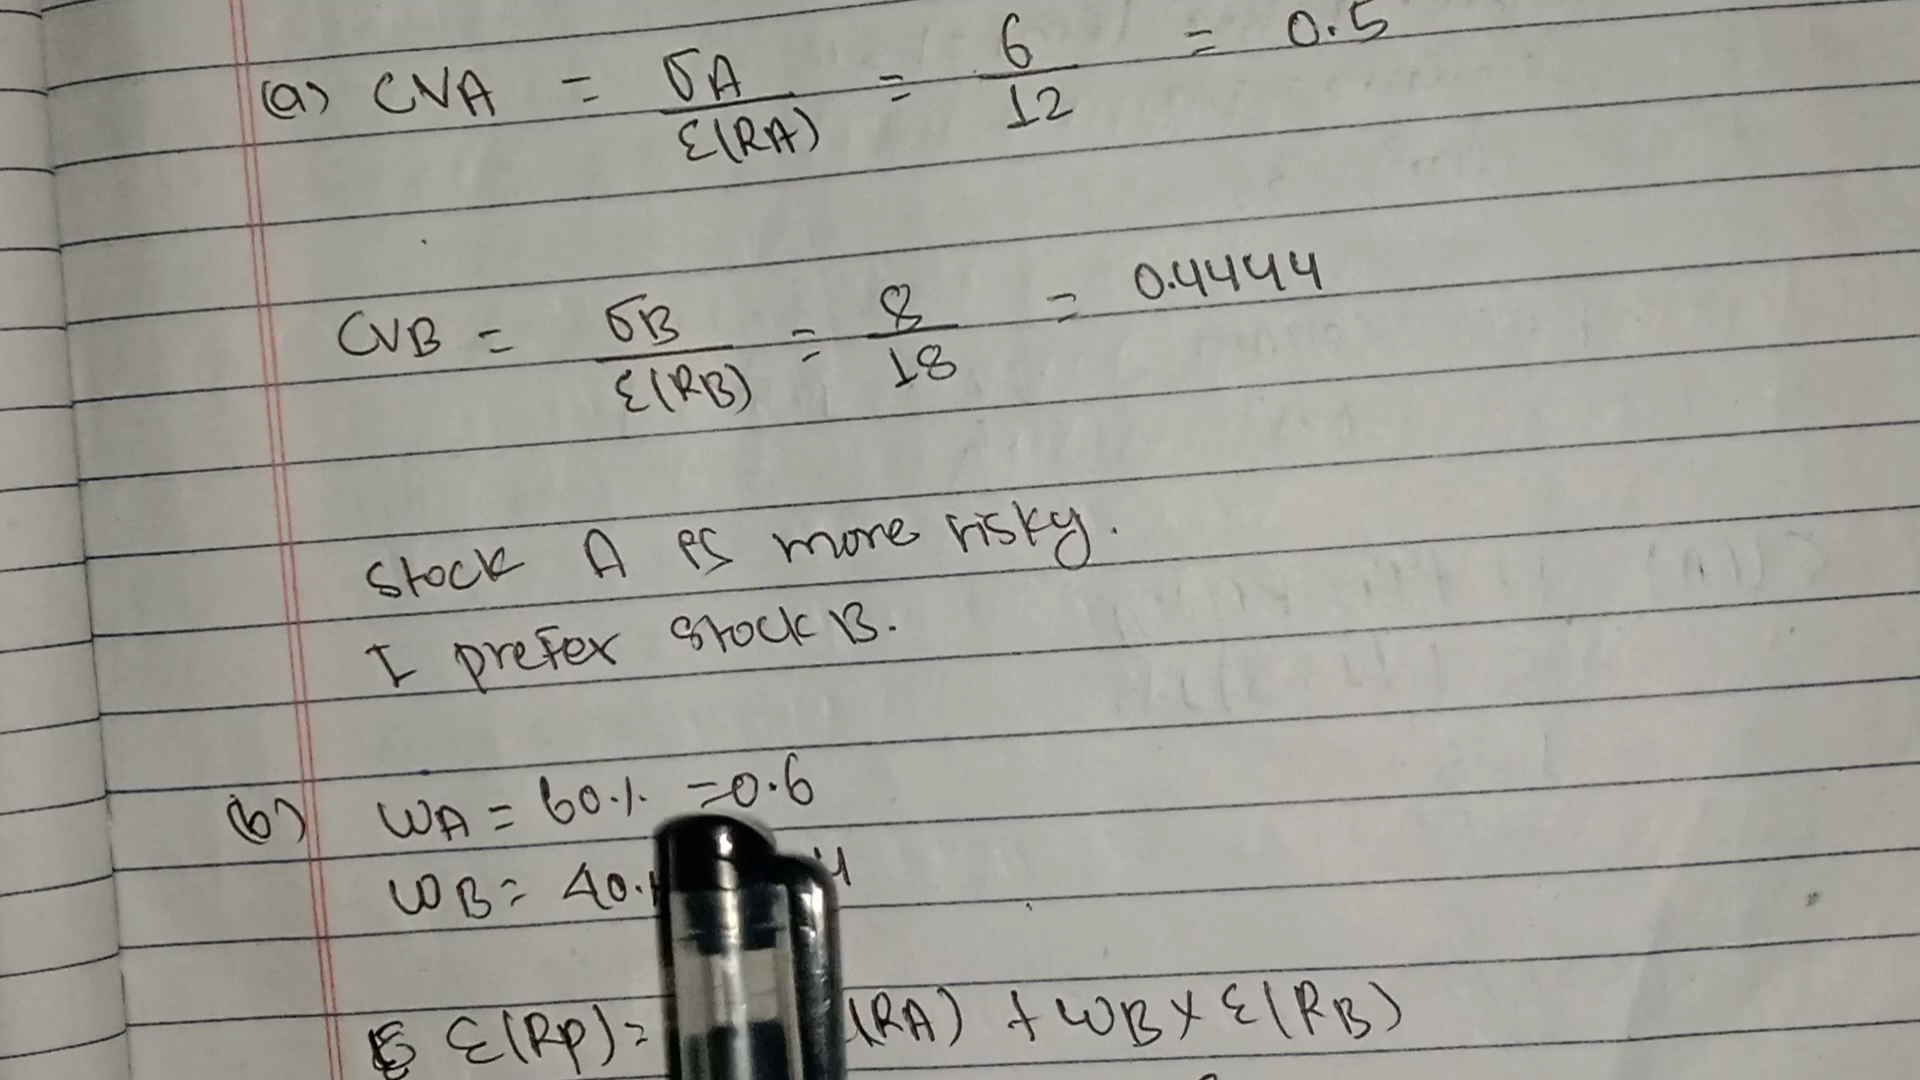 (a) CVA = σA / E(RA) = 6 / 12 = 0.5
CVB = σB / E(RB) = 8 / 18 = 0.4444
Stock A is more risky.
I prefer stock B.
(b) WA = 60% = 0.6
WB = 40. 4
E(RP) = (RA) + WB × E(RB)